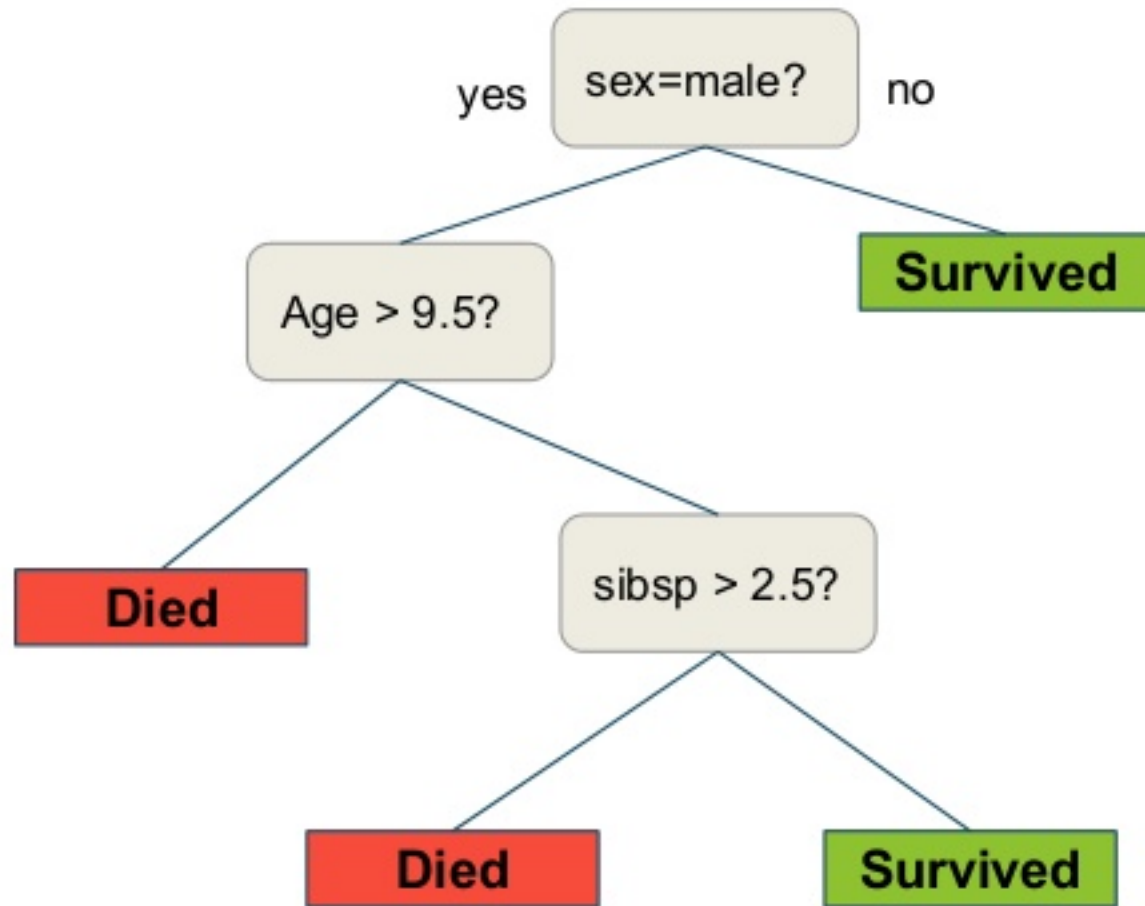 yes
sex=male?
no
Survived
Age > 9.5?
Died
sibsp > 2.5?
Died
Survived